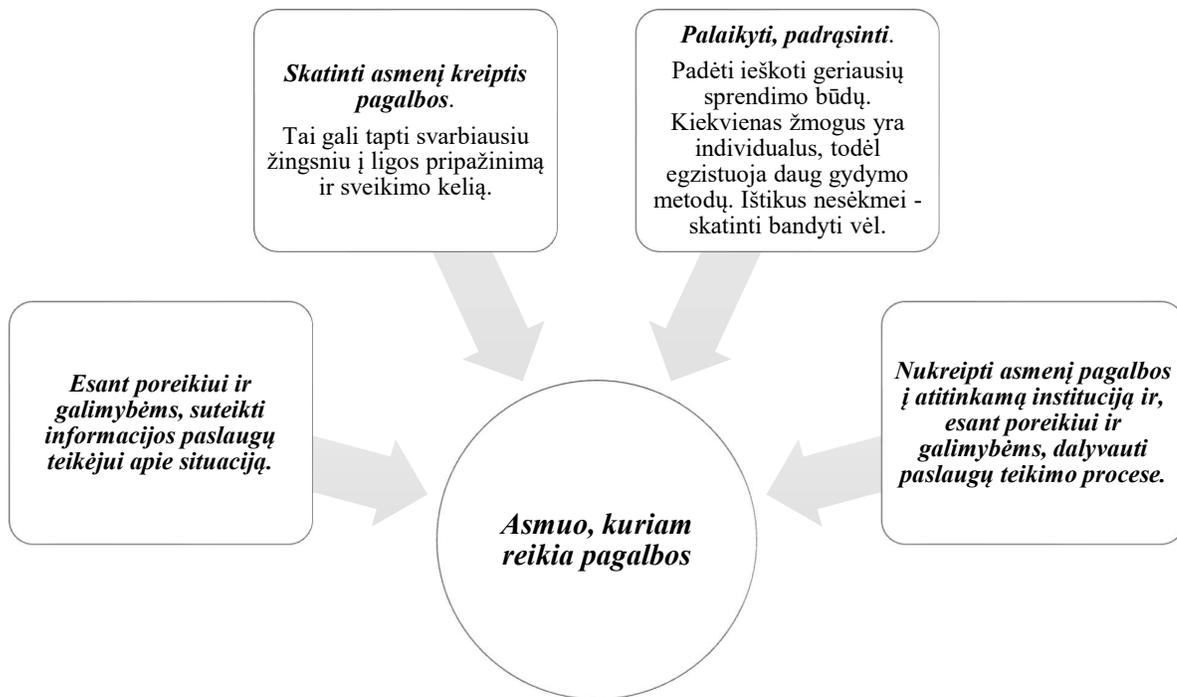 Skatinti asmenį kreiptis
pagalbos.
Tai gali tapti svarbiausiu
žingsniu į ligos pripažinimą
ir sveikimo kelią.
Palaikyti, padrąsinti.
Padėti ieškoti geriausių
sprendimo būdų.
Kiekvienas žmogus yra
individualus, todėl
egzistuoja daug gydymo
metodų. Ištikus nesėkmei -
skatinti bandyti vėl.
Esant poreikiui ir
galimybėms, suteikti
informacijos paslaugų
teikėjui apie situaciją.
Nukreipti asmenį pagalbos
į atitinkamą instituciją ir,
esant poreikiui ir
galimybėms, dalyvauti
paslaugų teikimo procese.
Asmuo, kuriam
reikia pagalbos